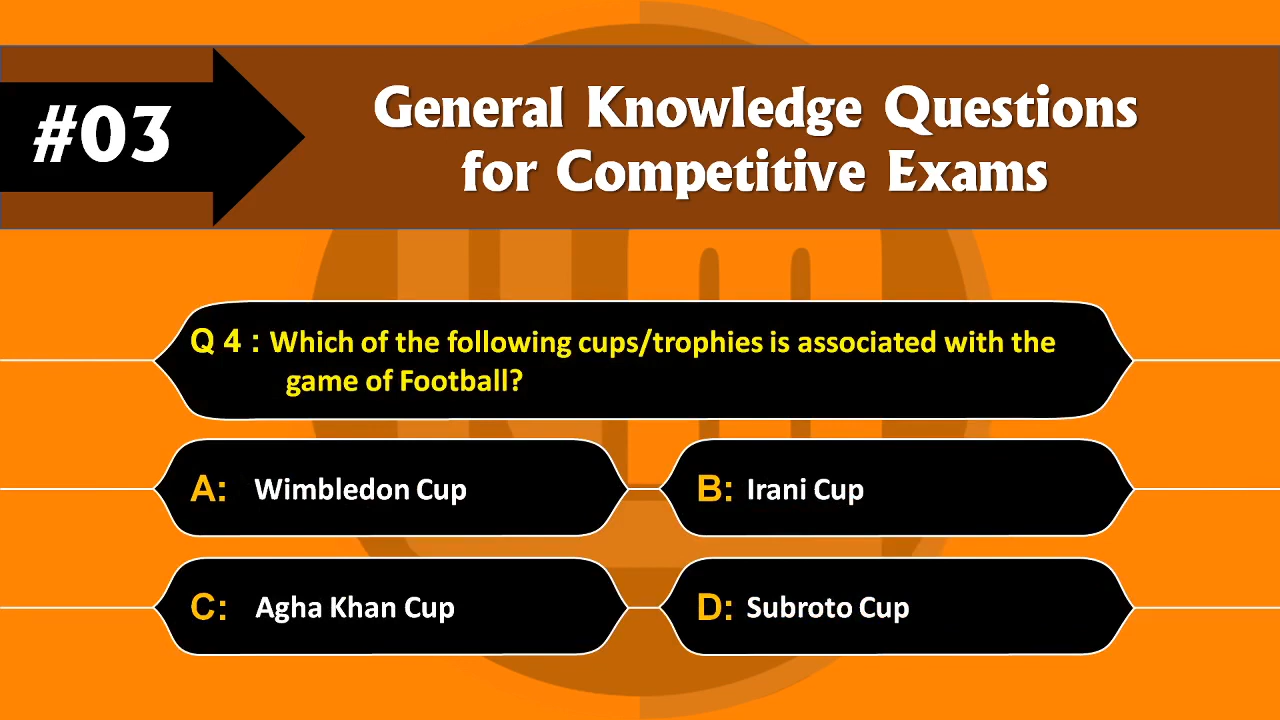 #03
General Knowledge Questions
for Competitive Exams
Q 4 : Which of the following cups/trophies is associated with the
game of Football?
A: Wimbledon Cup
B: Irani Cup
C: Agha Khan Cup
D: Subroto Cup